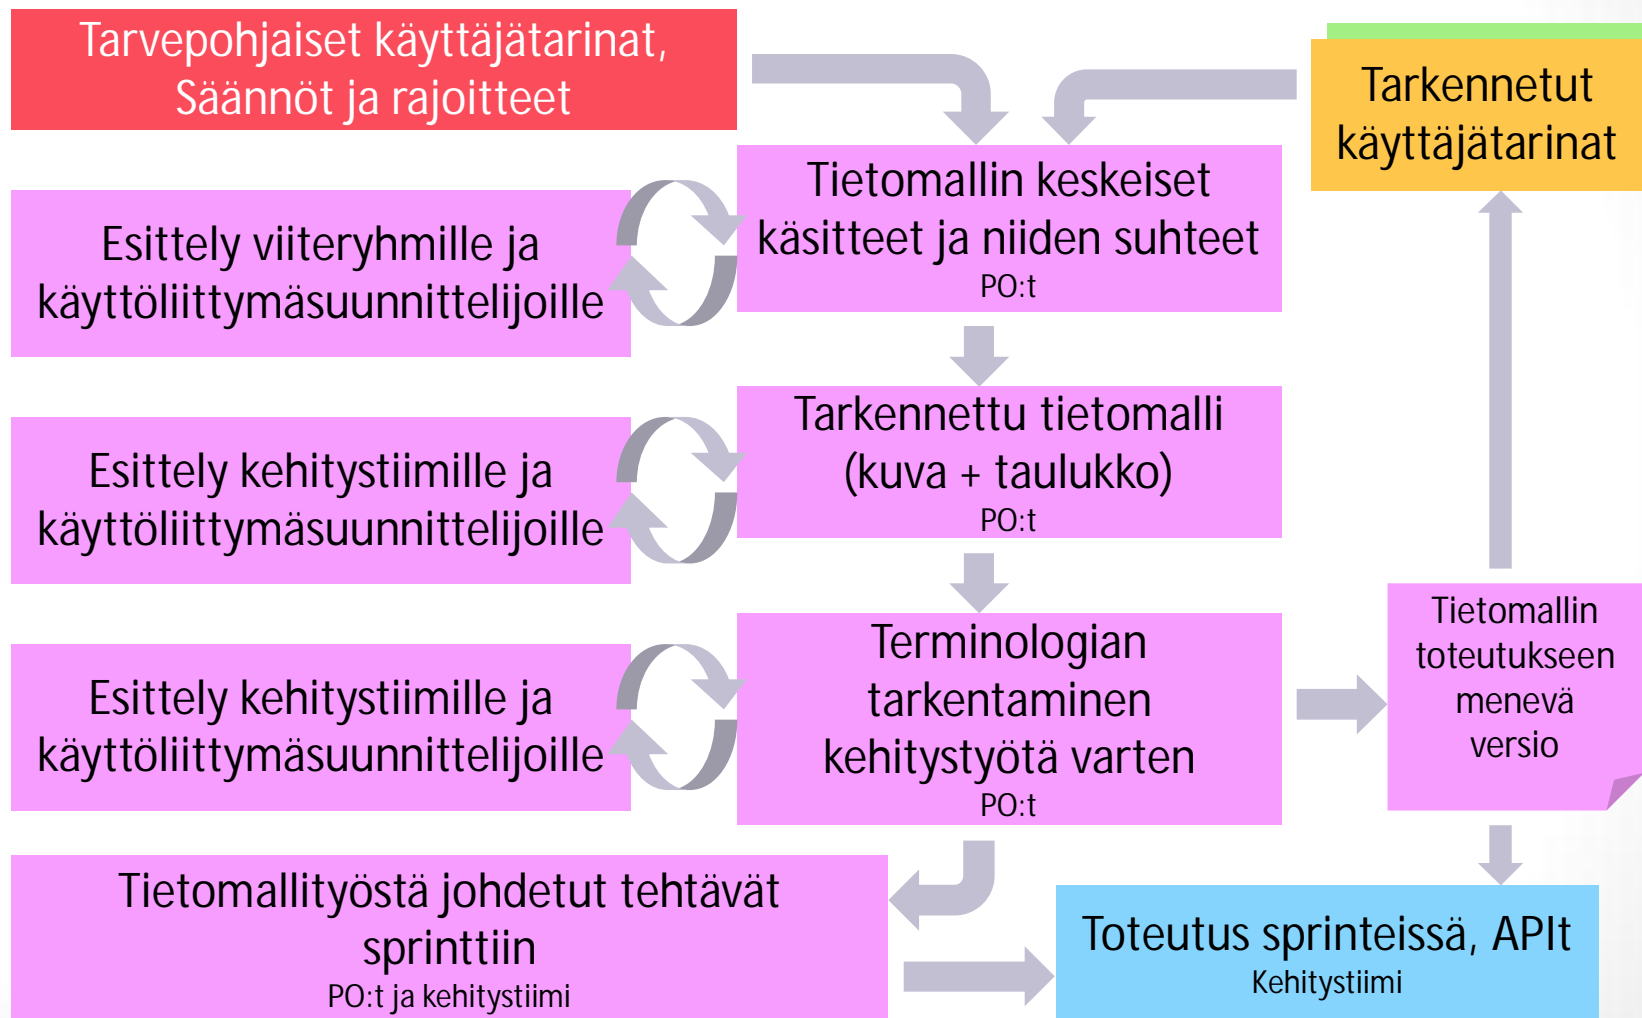 Tarvepohjaiset käyttäjätarinat,
Säännöt ja rajoitteet
Tarkennetut
käyttäjätarinat
Tietomallin keskeiset
käsitteet ja niiden suhteet
PO:t
Esittely viiteryhmille ja
käyttöliittymäsuunnittelijoille
Tarkennettu tietomalli
(kuva + taulukko)
PO:t
Esittely kehitystiimille ja
käyttöliittymäsuunnittelijoille
Terminologian
tarkentaminen
kehitystyötä varten
PO:t
Esittely kehitystiimille ja
käyttöliittymäsuunnittelijoille
Tietomallin
toteutukseen
menevä
versio
Tietomallityöstä johdetut tehtävät
sprinttiin
PO:t ja kehitystiimi
Toteutus sprinteissä, APIt
Kehitystiimi